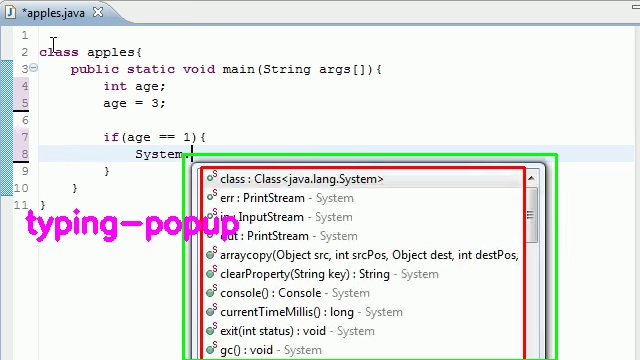 *apples.java
1
2 class apples{
3 public static void main(String args[]){
4 int age;
5 age = 3;
6
7 if(age == 1){
8 System.
9 }
10 }
11 }
class : Class<java.lang.System>
err : PrintStream - System
in : InputStream - System
out : PrintStream - System
arraycopy(Object src, int srcPos, Object dest, int destPos,
clearProperty(String key) : String - System
console() : Console - System
currentTimeMillis() : long - System
exit(int status) : void - System
gc() : void - System
typing-popup